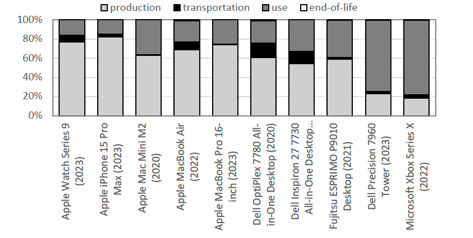 production transportation use end-of-life
100%
80%
60%
40%
20%
0%
Apple Watch Series 9
(2023)
Apple iPhone 15 Pro
Max (2023)
Apple Mac Mini M2
(2020)
Apple MacBook Air
(2022)
Apple MacBook Pro 16-
inch (2023)
Dell OptiPlex 7780 All-
in-One Desktop (2020)
Dell Inspiron 27 7730
All-in-One Desktop...
Fujitsu ESPRIMO P9010
Desktop (2021)
Dell Precision 7960
Tower (2023)
Microsoft Xbox Series X
(2022)